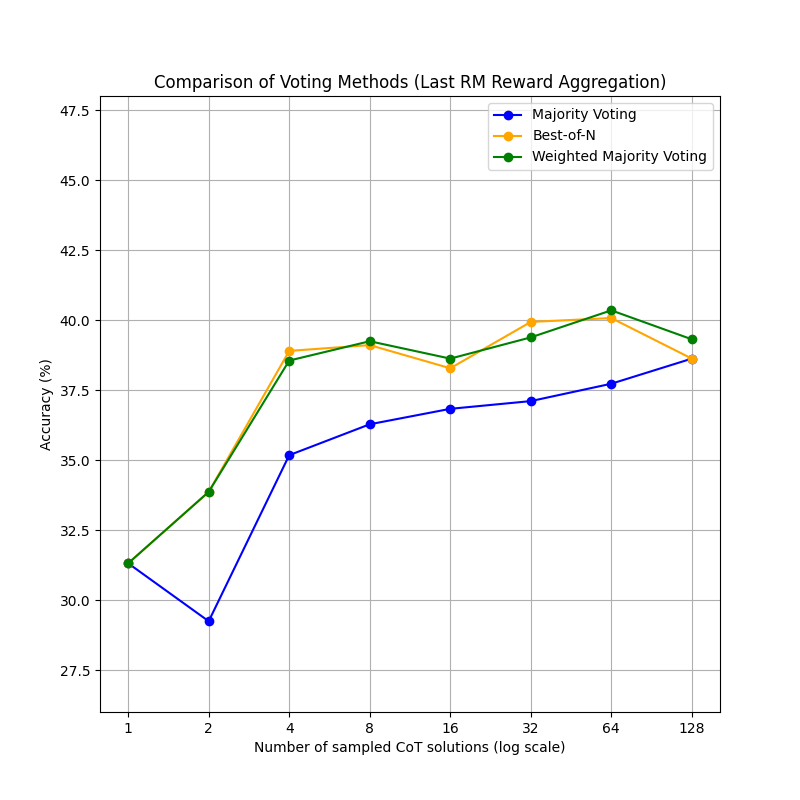 Comparison of Voting Methods (Last RM Reward Aggregation)
Majority Voting
Best-of-N
Weighted Majority Voting
47.5
45.0
42.5
40.0
37.5
35.0
32.5
30.0
27.5
Accuracy (%)
1 2 4 8 16 32 64 128
Number of sampled CoT solutions (log scale)